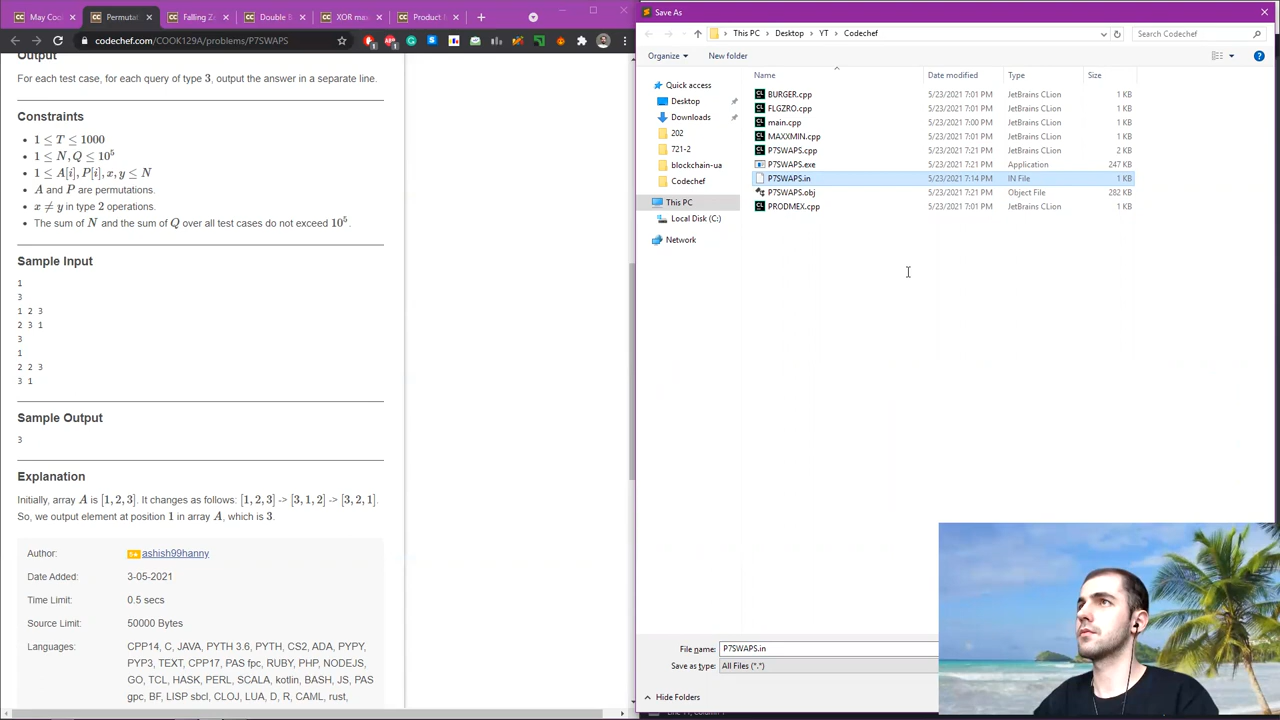 May Coo
Permuta
Falling Ze
Double B
XOR max
Product
codechef.com/COOK129A/problems/P7SWAPS
Output
For each test case, for each query of type 3, output the answer in a separate line.
Constraints
1 ≤ T ≤ 1000
1 ≤ N, Q ≤ 10^5
1 ≤ A[i], P[i], x, y ≤ N
A and P are permutations.
x ≠ y in type 2 operations.
The sum of N and the sum of Q over all test cases do not exceed 10^5.
Sample Input
1
3
1 2 3
2 3 1
3
1
2 2 3
3 1
Sample Output
3
Explanation
Initially, array A is [1, 2, 3]. It changes as follows: [1, 2, 3] -> [3, 1, 2] -> [3, 2, 1].
So, we output element at position 1 in array A, which is 3.
Author: 5★ ashish99hanny
Date Added: 3-05-2021
Time Limit: 0.5 secs
Source Limit: 50000 Bytes
Languages: CPP14, C, JAVA, PYTH 3.6, PYTH, CS2, ADA, PYPY,
PYP3, TEXT, CPP17, PAS fpc, RUBY, PHP, NODEJS,
GO, TCL, HASK, PERL, SCALA, kotlin, BASH, JS, PAS
gpc, BF, LISP sbcl, CLOJ, LUA, D, R, CAML, rust,
Save As
This PC > Desktop > YT > Codechef
Search Codechef
Organize
New folder
Name Date modified Type Size
Quick access
Desktop
Downloads
202
721-2
blockchain-ua
Codechef
This PC
Local Disk (C:)
Network
BURGER.cpp 5/23/2021 7:01 PM JetBrains CLion 1 KB
FLGZRO.cpp 5/23/2021 7:01 PM JetBrains CLion 1 KB
main.cpp 5/23/2021 7:00 PM JetBrains CLion 1 KB
MAXXMIN.cpp 5/23/2021 7:01 PM JetBrains CLion 1 KB
P7SWAPS.cpp 5/23/2021 7:21 PM JetBrains CLion 2 KB
P7SWAPS.exe 5/23/2021 7:21 PM Application 247 KB
P7SWAPS.in 5/23/2021 7:14 PM IN File 1 KB
P7SWAPS.obj 5/23/2021 7:21 PM Object File 282 KB
PRODMEX.cpp 5/23/2021 7:01 PM JetBrains CLion 1 KB
File name: P7SWAPS.in
Save as type: All Files (*.*)
Hide Folders